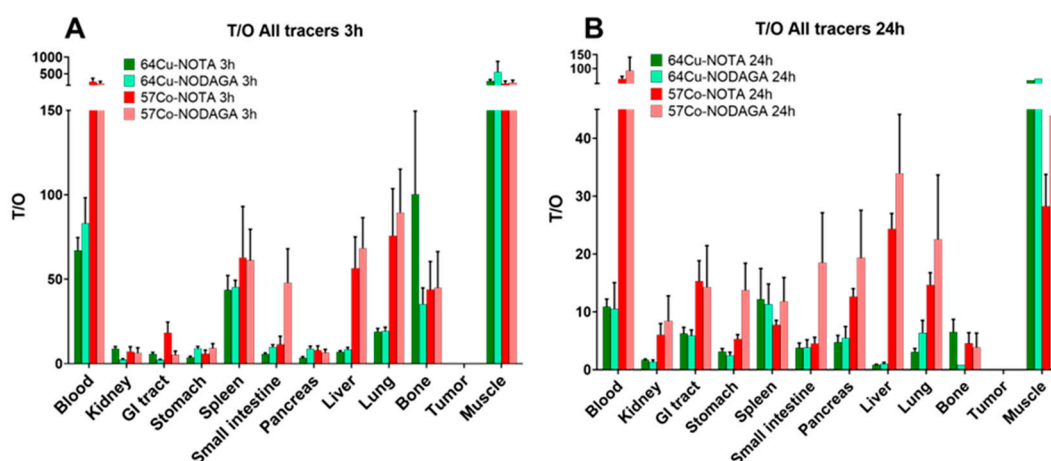 A
T/O All tracers 3h
1000
500
150
100
50
0
T/O
64Cu-NOTA 3h
64Cu-NODAGA 3h
57Co-NOTA 3h
57Co-NODAGA 3h
Blood
Kidney
GI tract
Stomach
Spleen
Small intestine
Pancreas
Liver
Lung
Bone
Tumor
Muscle
B
T/O All tracers 24h
150
100
50
40
30
20
10
0
T/O
64Cu-NOTA 24h
64Cu-NODAGA 24h
57Co-NOTA 24h
57Co-NODAGA 24h
Blood
Kidney
GI tract
Stomach
Spleen
Small intestine
Pancreas
Liver
Lung
Bone
Tumor
Muscle